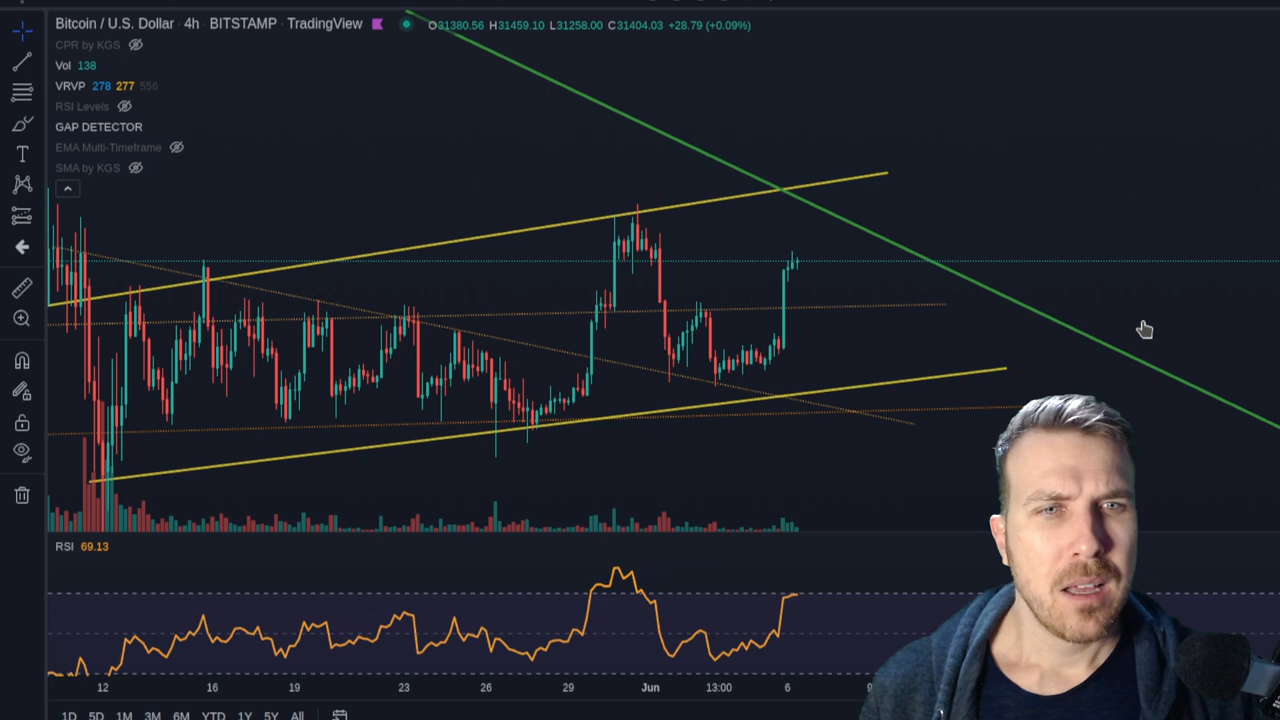 Bitcoin / U.S. Dollar · 4h · BITSTAMP · TradingView O31380.56 H31459.10 L31258.00 C31404.03 +28.79 (+0.09%)
CPR by KGS
Vol 138
VRVP 278 277 556
RSI Levels
GAP DETECTOR
EMA Multi-Timeframe
SMA by KGS
RSI 69.13
12 16 19 23 26 29 Jun 13:00 6 9
1D 5D 1M 3M 6M YTD 1Y 5Y All